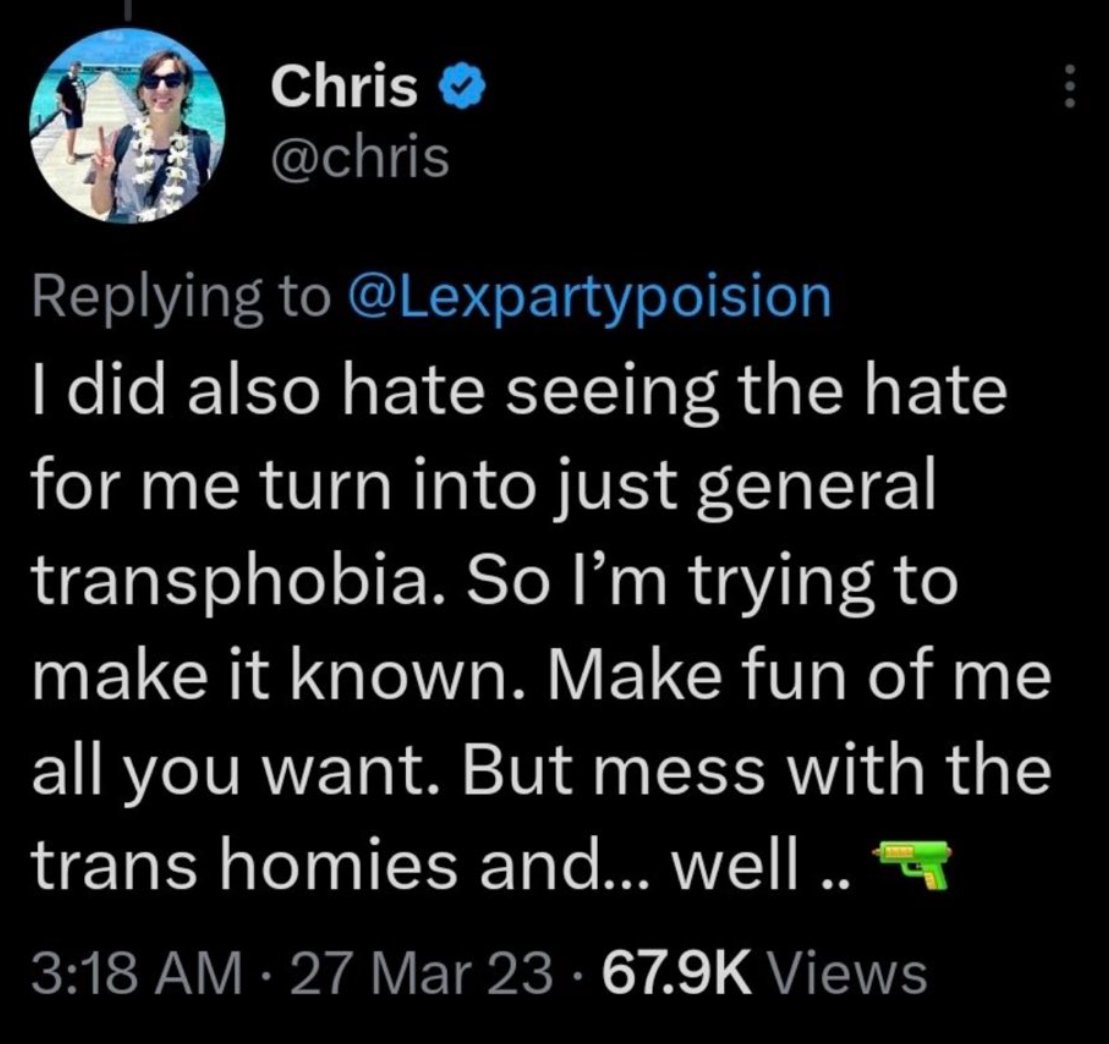 Chris
@chris
Replying to @Lexpartypoision
I did also hate seeing the hate
for me turn into just general
transphobia. So I’m trying to
make it known. Make fun of me
all you want. But mess with the
trans homies and... well .. 🔫
3:18 AM · 27 Mar 23 · 67.9K Views